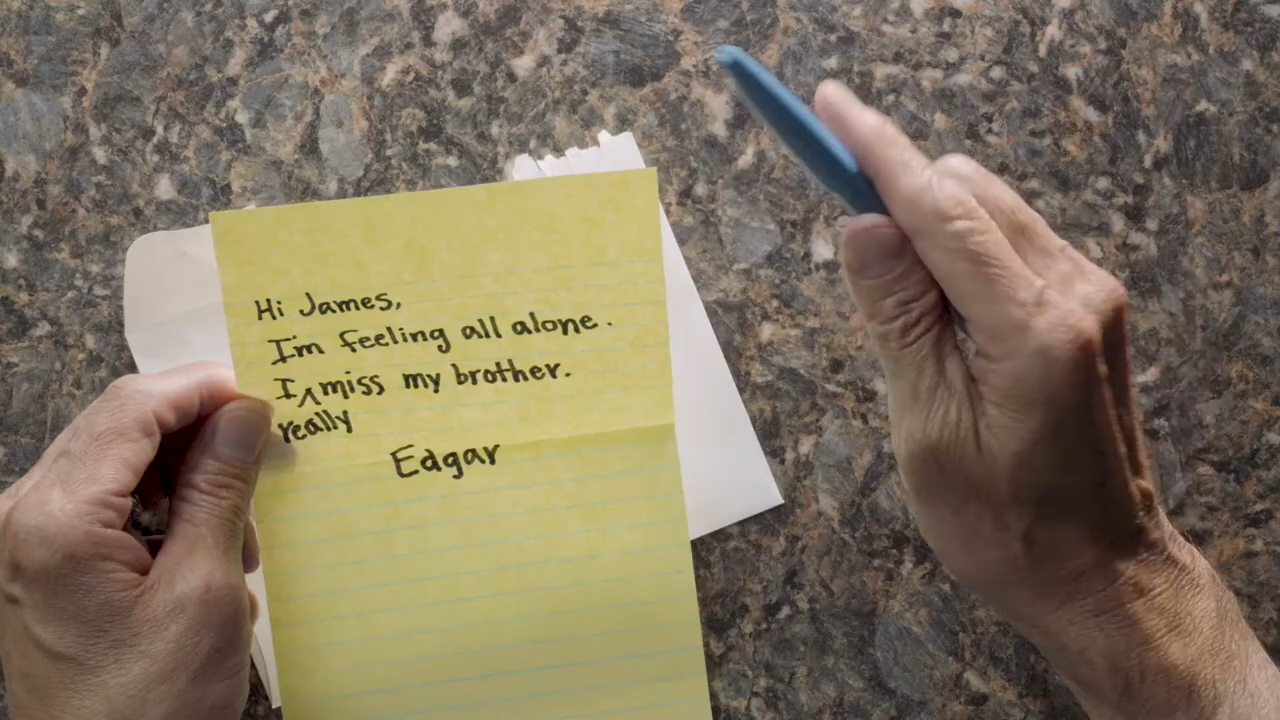 Hi James,
I'm feeling all alone.
I^miss my brother.
really
Edgar